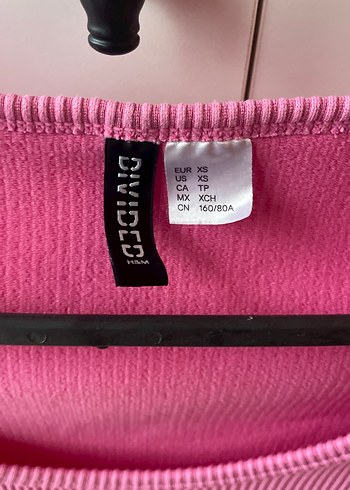 DIVIDED
H&M
EUR XS
US XS
CA TP
MX XCH
CN 160/80A